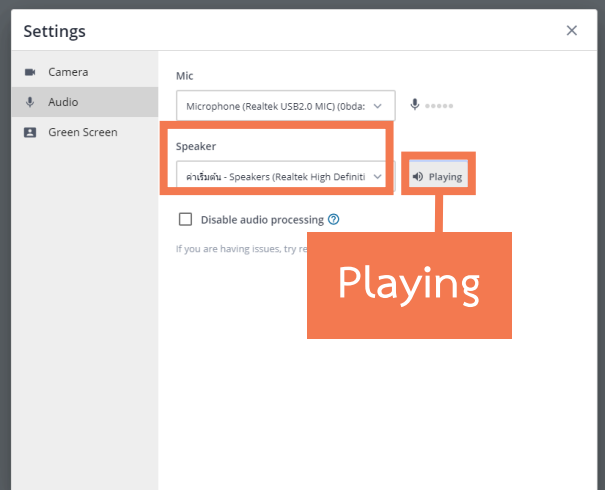 Settings
Camera
Audio
Green Screen
Mic
Microphone (Realtek USB2.0 MIC) (0bda:
Speaker
ค่าเริ่มต้น - Speakers (Realtek High Definiti
Playing
Disable audio processing
If you are having issues, try re
Playing